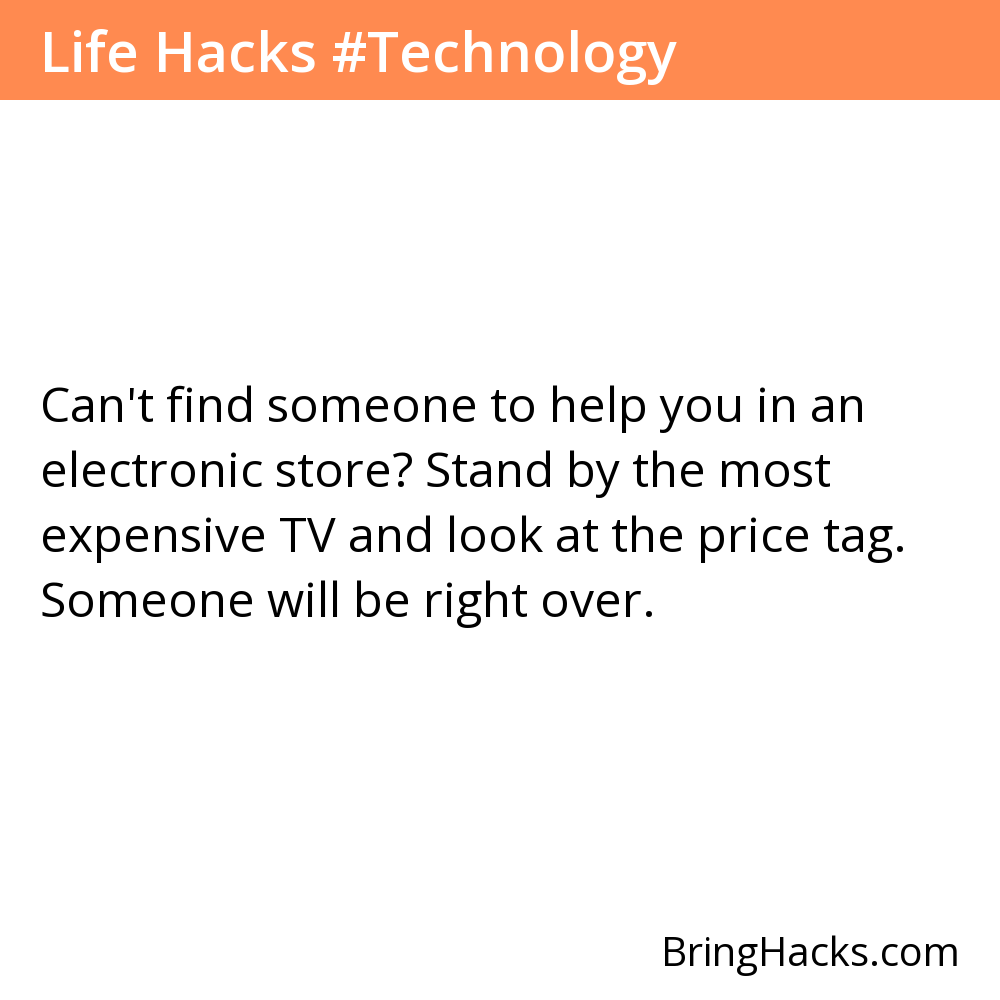 Life Hacks #Technology
Can't find someone to help you in an
electronic store? Stand by the most
expensive TV and look at the price tag.
Someone will be right over.
BringHacks.com